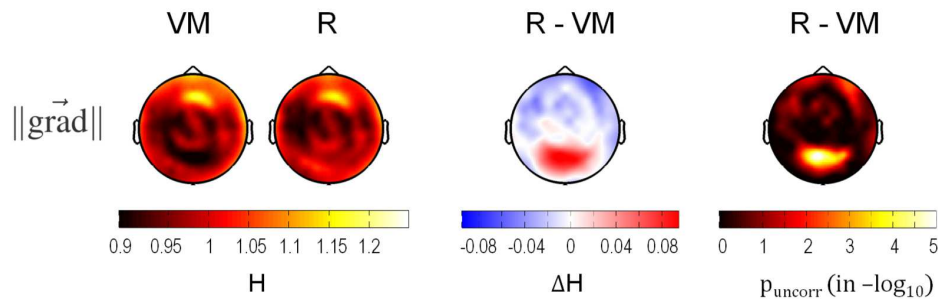 VM R R - VM R - VM
||grad||
0.9 0.95 1 1.05 1.1 1.15 1.2 -0.08 -0.04 0 0.04 0.08 0 1 2 3 4 5
H ΔH p_uncorr (in –log₁₀)